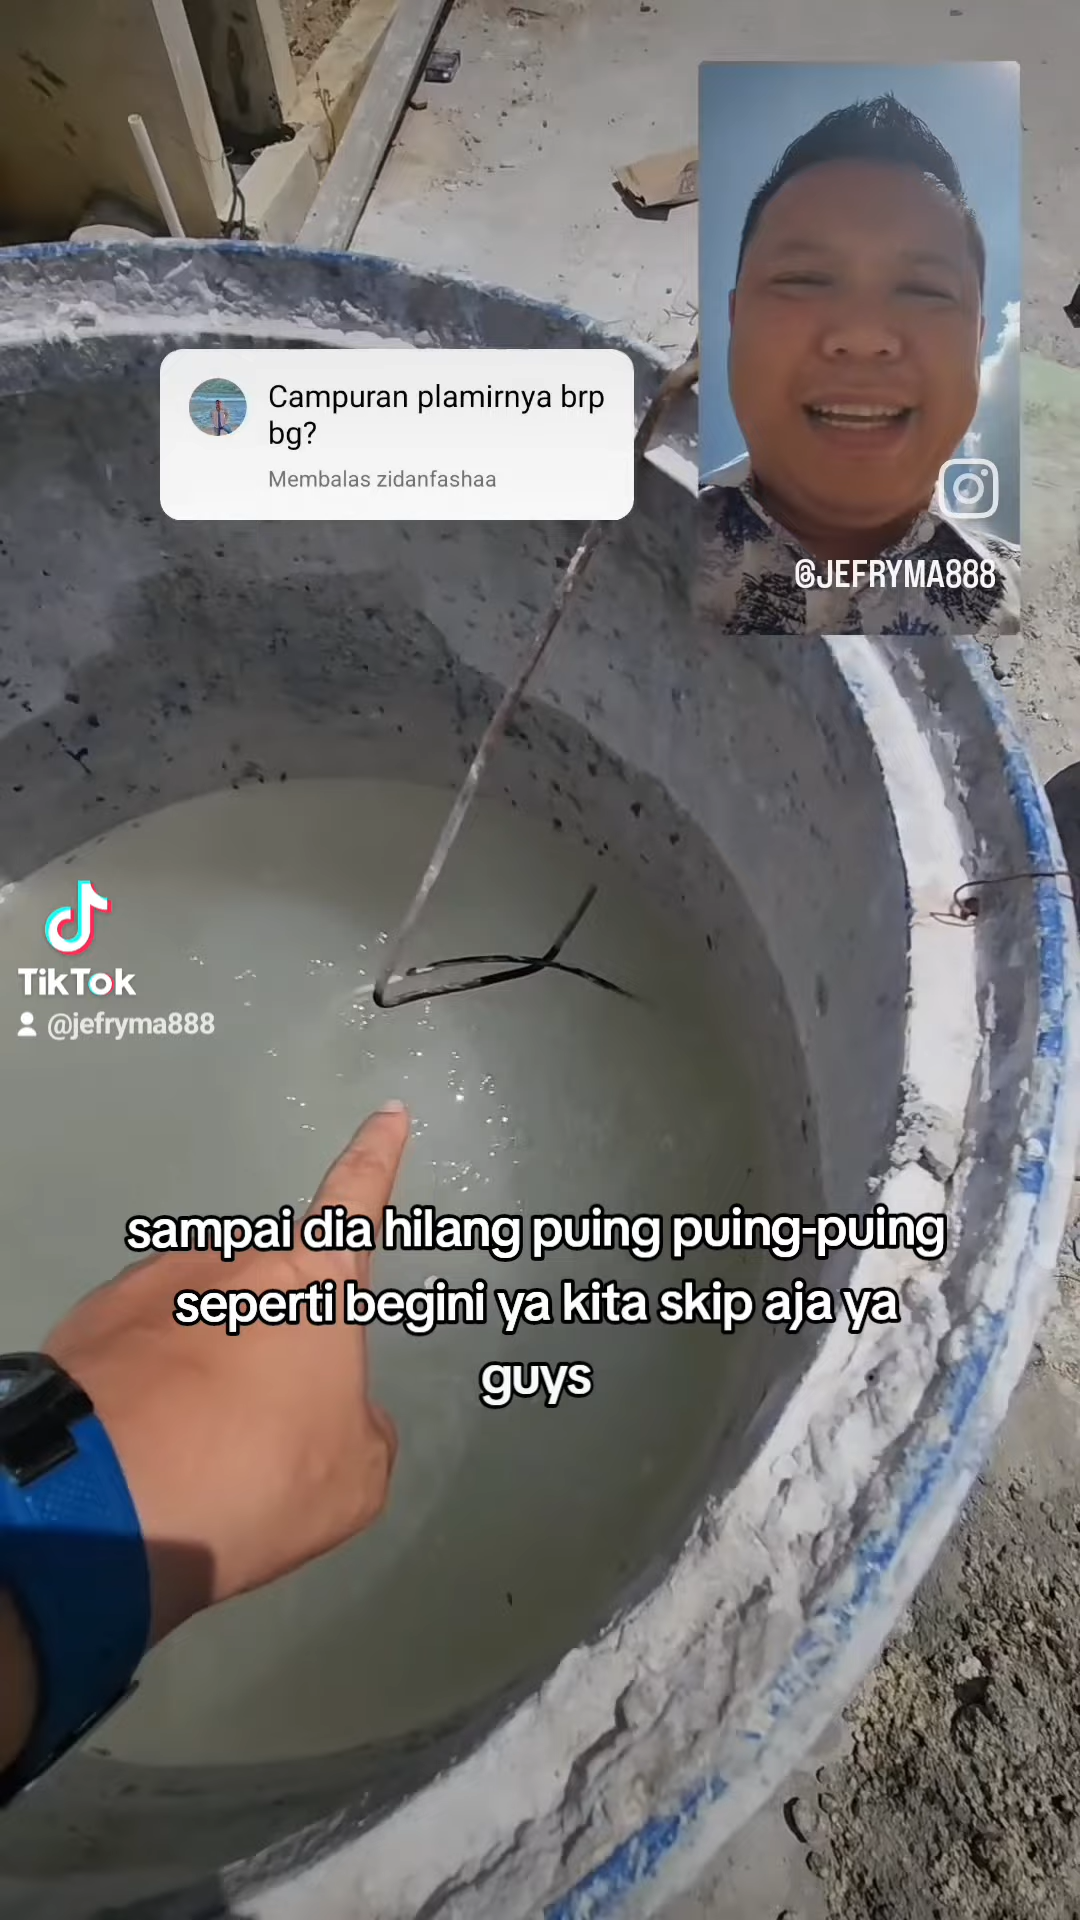 Campuran plamirnya brp
bg?
Membalas zidanfashaa
@JEFRYMA888
TikTok
@jefryma888
sampai dia hilang puing puing-puing
seperti begini ya kita skip aja ya
guys